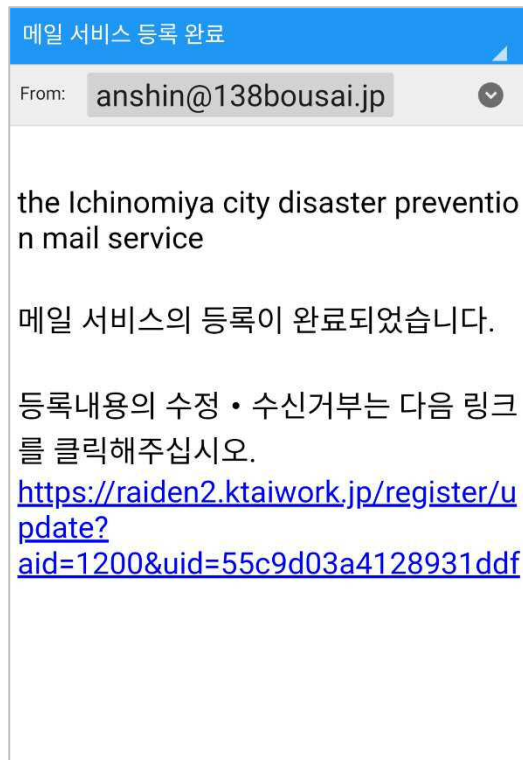 메일 서비스 등록 완료
From: anshin@138bousai.jp
the Ichinomiya city disaster preventio
n mail service
메일 서비스의 등록이 완료되었습니다.
등록내용의 수정・수신거부는 다음 링크
를 클릭해주십시오.
https://raiden2.ktaiwork.jp/register/u
pdate?
aid=1200&uid=55c9d03a4128931ddf